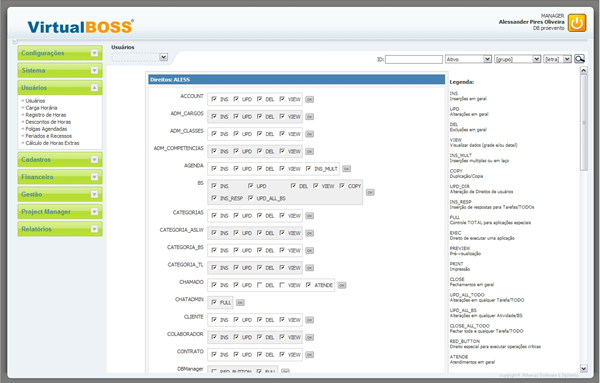 VirtualBOSS
MANAGER
Alessander Pires Oliveira
DB proevento
Usuários
ID:
Ativo
[grupo]
[letra]
Configurações
Sistema
Usuários
Usuários
Carga Horária
Registro de Horas
Descontos de Horas
Folgas Agendadas
Feriados e Recessos
Cálculo de Horas Extras
Cadastros
Financeiro
Gestão
Project Manager
Relatórios
Direitos: ALESS
ACCOUNT INS UPD DEL VIEW
ADM_CARGOS INS UPD DEL VIEW
ADM_CLASSES INS UPD DEL VIEW
ADM_COMPETENCIAS INS UPD DEL VIEW
AGENDA INS UPD DEL VIEW INS_MULT
BS INS UPD DEL VIEW COPY
INS_RESP UPD_ALL_BS
CATEGORIAS INS UPD DEL VIEW
CATEGORIA_ASLW INS UPD DEL VIEW
CATEGORIA_BS INS UPD DEL VIEW
CATEGORIA_TL INS UPD DEL VIEW
CHAMADO INS UPD DEL VIEW ATENDE
CHATADMIN FULL
CLIENTE INS UPD DEL VIEW
COLABORADOR INS UPD DEL VIEW
CONTRATO INS UPD DEL VIEW
DBManager RED_BUTTON FULL
Legenda:
INS
Inserções em geral
UPD
Alterações em geral
DEL
Exclusões em geral
VIEW
Visualizar dados (grade e/ou detail)
INS_MULT
Inserções multiplas ou em laço
COPY
Duplicação/Copia
UPD_DIR
Alteração de Direitos de usuários
INS_RESP
Inserção de respostas para Tarefas/TODOs
FULL
Controle TOTAL para aplicações especiais
EXEC
Direito de executar uma aplicação
PREVIEW
Pré-visualização
PRINT
Impressão
CLOSE
Fechamentos em geral
UPD_ALL_TODO
Alterações em qualquer Tarefa/TODO
UPD_ALL_BS
Alterações em qualquer Atividade/BS
CLOSE_ALL_TODO
Fechar toda e qualquer Tarefa/TODO
RED_BUTTON
Direito especial para executar operações críticas
ATENDE
Atendimentos em geral